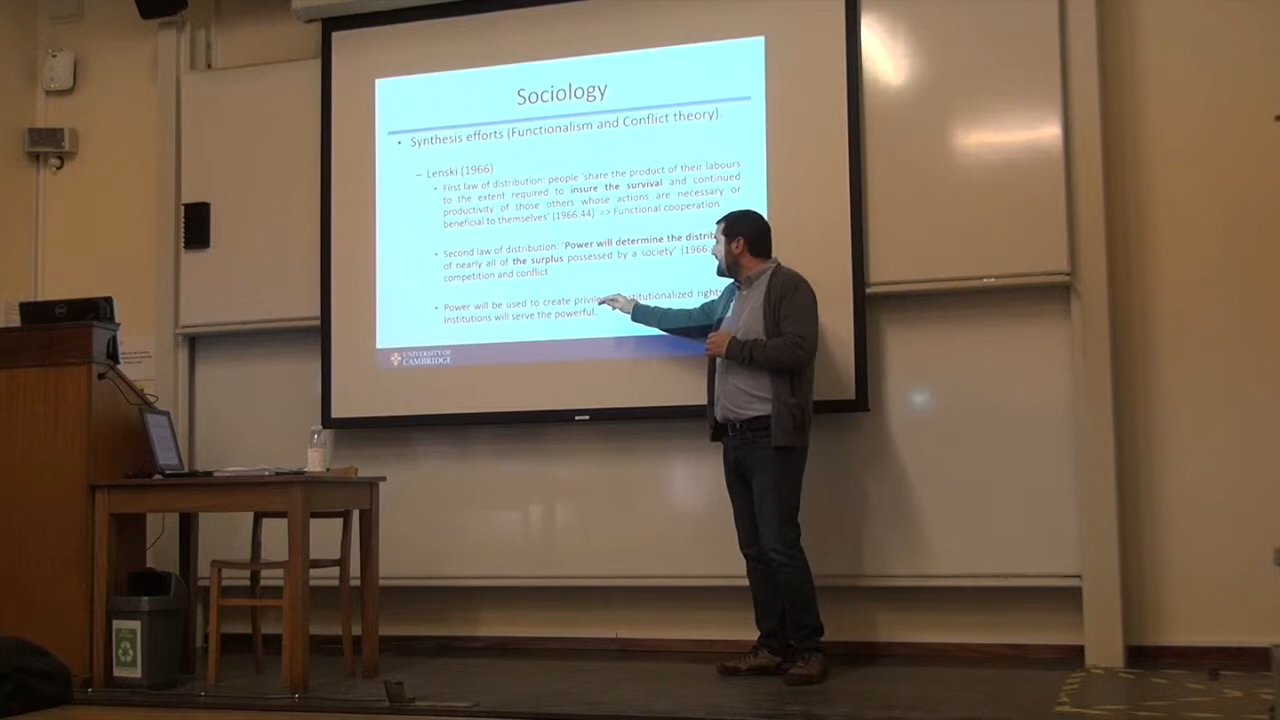 Sociology
• Synthesis efforts (Functionalism and Conflict theory).
– Lenski (1966)
• First law of distribution: people 'share the product of their labours
to the extent required to insure the survival and continued
productivity of those others whose actions are necessary or
beneficial to themselves' (1966:44) => Functional cooperation
• Second law of distribution: 'Power will determine the distrib
of nearly all of the surplus possessed by a society' (1966:
competition and conflict
• Power will be used to create privile institutionalized rights
Institutions will serve the powerful.
UNIVERSITY OF
CAMBRIDGE
DELL